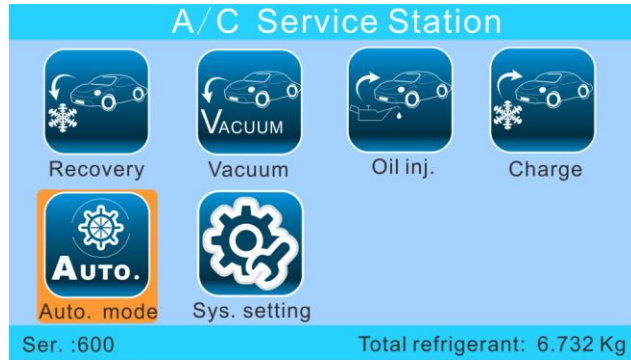 A/C Service Station
VACUUM
Recovery Vacuum Oil inj. Charge
AUTO.
Auto. mode Sys. setting
Ser. :600 Total refrigerant: 6.732 Kg